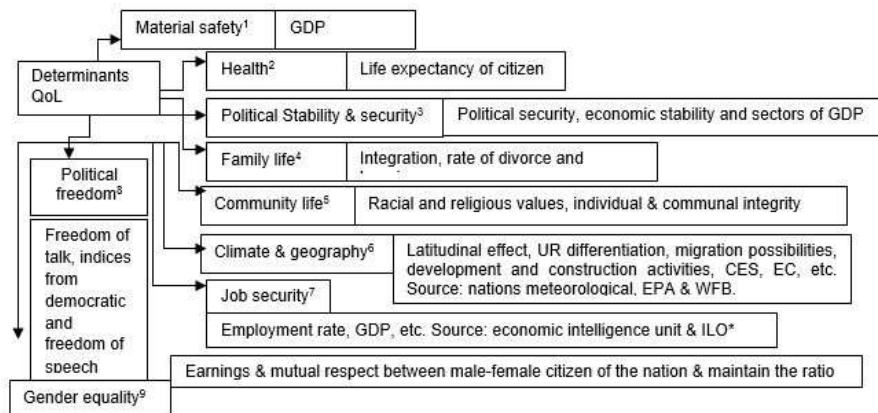 Material safety¹
GDP
Determinants
QoL
Health²
Life expectancy of citizen
Political Stability & security³
Political security, economic stability and sectors of GDP
Family life⁴
Integration, rate of divorce and
Political
freedom⁸
Community life⁵
Racial and religious values, individual & communal integrity
Freedom of
talk, indices
from
democratic
and
freedom of
speech
Climate & geography⁶
Latitudinal effect, UR differentiation, migration possibilities,
development and construction activities, CES, EC, etc.
Source: nations meteorological, EPA & WFB.
Job security⁷
Employment rate, GDP, etc. Source: economic intelligence unit & ILO*
Earnings & mutual respect between male-female citizen of the nation & maintain the ratio
Gender equality⁹